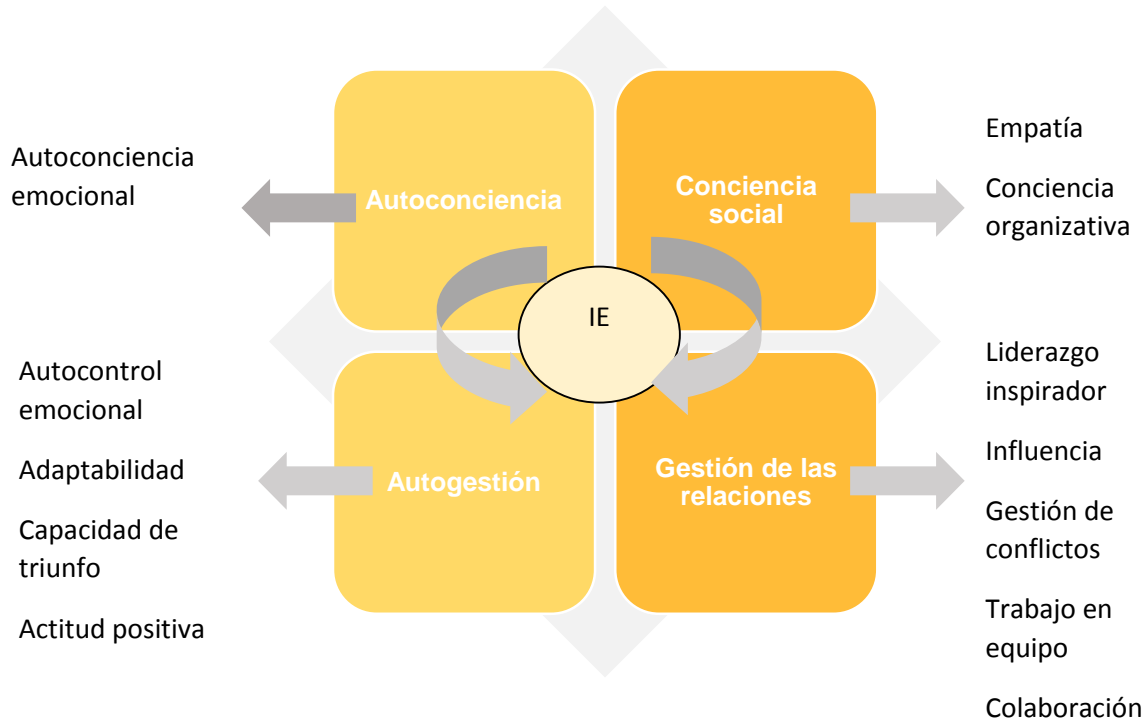 Autoconciencia
emocional
Autoconciencia
Conciencia
social
Empatía
Conciencia
organizativa
IE
Autocontrol
emocional
Adaptabilidad
Capacidad de
triunfo
Actitud positiva
Autogestión
Gestión de las
relaciones
Liderazgo
inspirador
Influencia
Gestión de
conflictos
Trabajo en
equipo
Colaboración